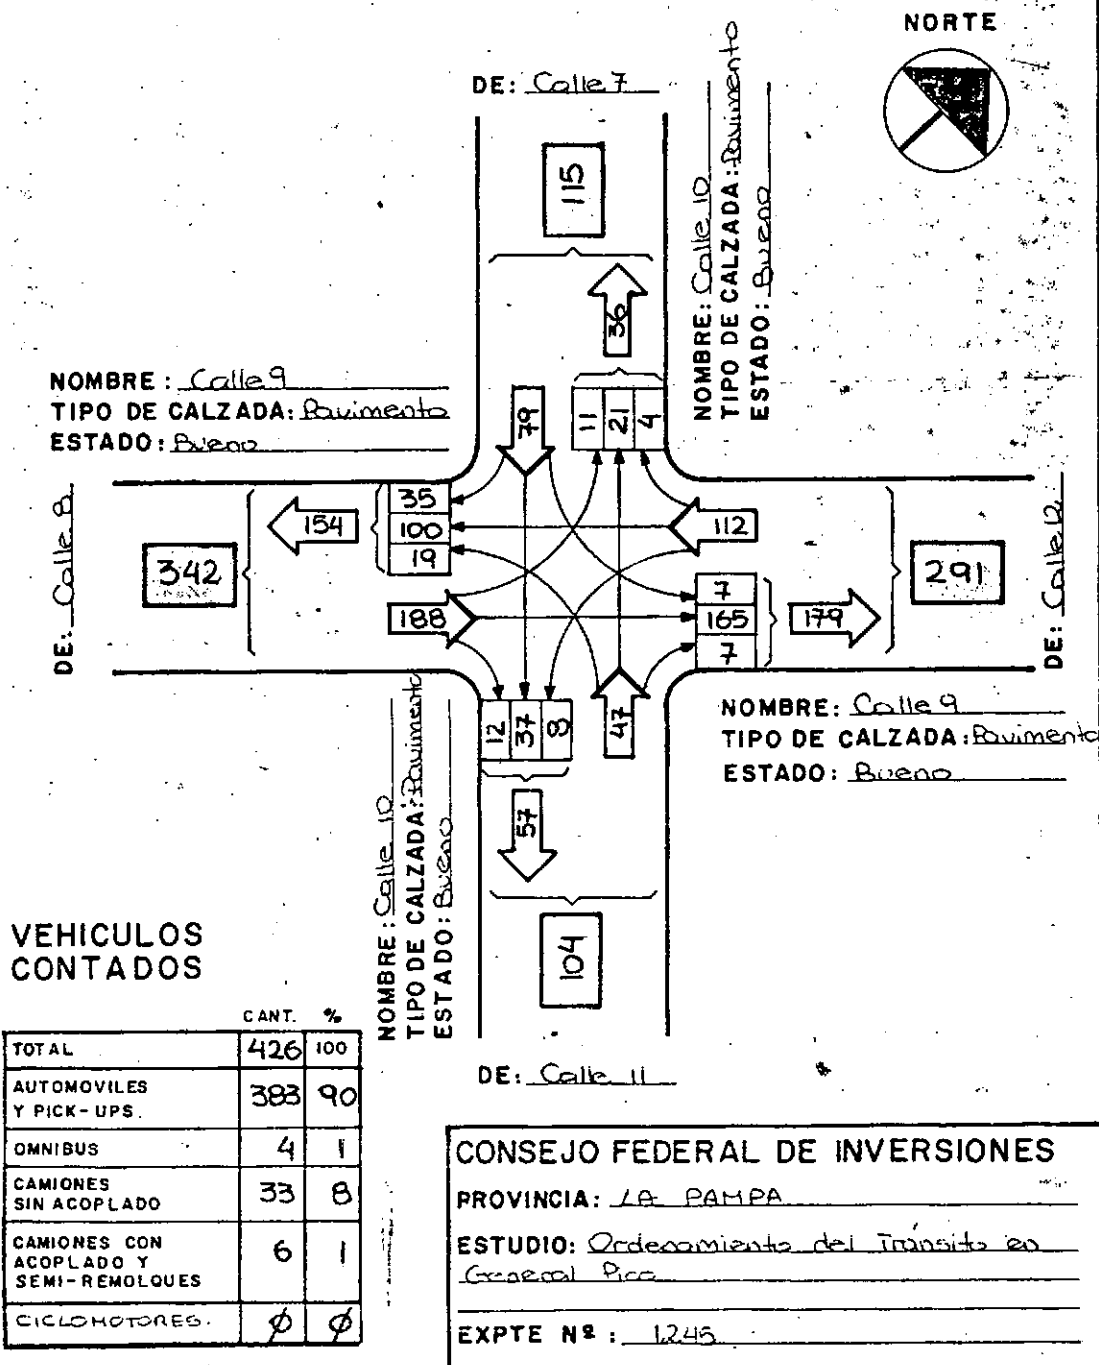 NORTE
DE: Calle 7
115
NOMBRE: Calle 10
TIPO DE CALZADA: Pavimento
ESTADO: Bueno
36
NOMBRE: Calle 9
TIPO DE CALZADA: Pavimento
ESTADO: Bueno
79
11 21 4
DE: Calle 8
342
154
35
100
19
112
188
7
165
7
179
291
DE: Calle 12
12 37 8
47
NOMBRE: Calle 9
TIPO DE CALZADA: Pavimento
ESTADO: Bueno
57
104
NOMBRE: Calle 10
TIPO DE CALZADA: Pavimento
ESTADO: Bueno
DE: Calle 11
VEHICULOS
CONTADOS
CANT. %
TOTAL 426 100
AUTOMOVILES
Y PICK-UPS. 383 90
OMNIBUS 4 1
CAMIONES
SIN ACOPLADO 33 8
CAMIONES CON
ACOPLADO Y
SEMI-REMOLQUES 6 1
CICLOMOTORES. Ø Ø
CONSEJO FEDERAL DE INVERSIONES
PROVINCIA: LA PAMPA
ESTUDIO: Ordenamiento del Tránsito en
General Pico
EXPTE Nº: 1245